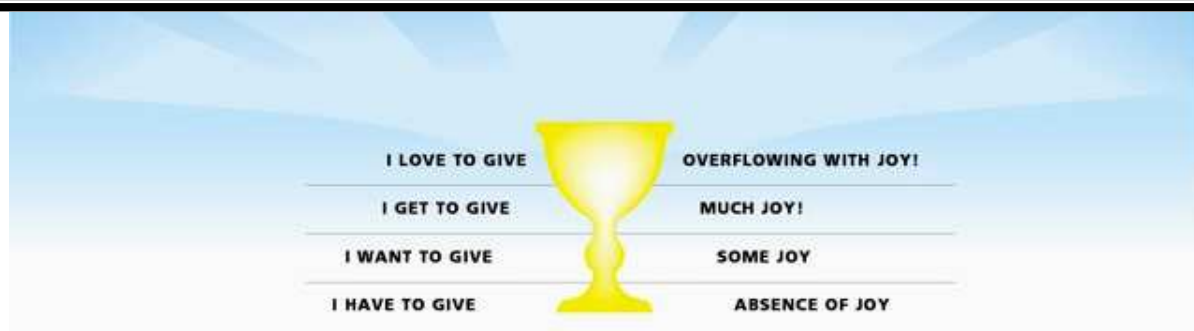 I LOVE TO GIVE OVERFLOWING WITH JOY!
I GET TO GIVE MUCH JOY!
I WANT TO GIVE SOME JOY
I HAVE TO GIVE ABSENCE OF JOY